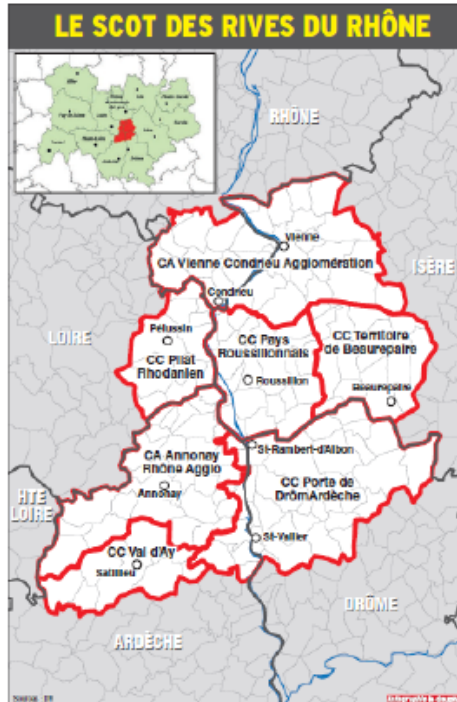 LE SCOT DES RIVES DU RHÔNE
RHÔNE
Vienne
CA Vienne Condrieu Agglomération
ISÈRE
Condrieu
LOIRE
Pélussin
CC Pilat
Rhodanien
CC Pays
Roussillonnais
Roussillon
CC Territoire
de Beaurepaire
Beaurepaire
St-Rambert-d'Albon
CA Annonay
Rhône Agglo
Annonay
CC Porte de
DrômArdèche
HTE
LOIRE
St-Vallier
CC Val d'Ay
Satillieu
DRÔME
ARDÈCHE